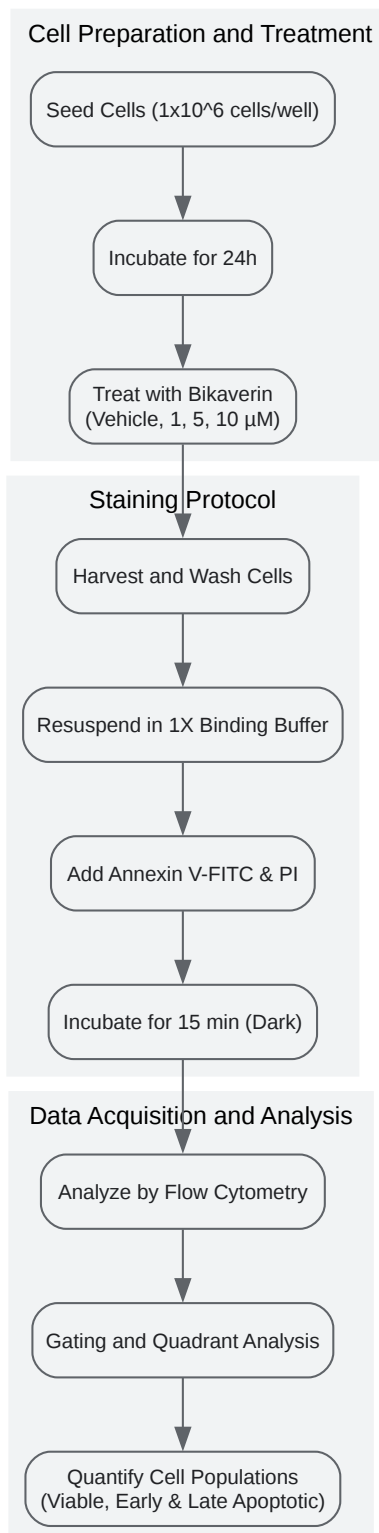 Cell Preparation and Treatment
Seed Cells (1x10^6 cells/well)
Incubate for 24h
Treat with Bikaverin
(Vehicle, 1, 5, 10 µM)
Staining Protocol
Harvest and Wash Cells
Resuspend in 1X Binding Buffer
Add Annexin V-FITC & PI
Incubate for 15 min (Dark)
Data Acquisition and Analysis
Analyze by Flow Cytometry
Gating and Quadrant Analysis
Quantify Cell Populations
(Viable, Early & Late Apoptotic)